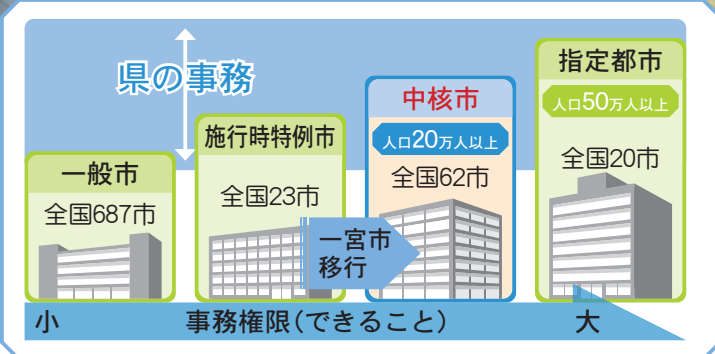 県の事務
一般市
全国687市
施行時特例市
全国23市
一宮市
移行
中核市
人口20万人以上
全国62市
指定都市
人口50万人以上
全国20市
小
事務権限(できること)
大